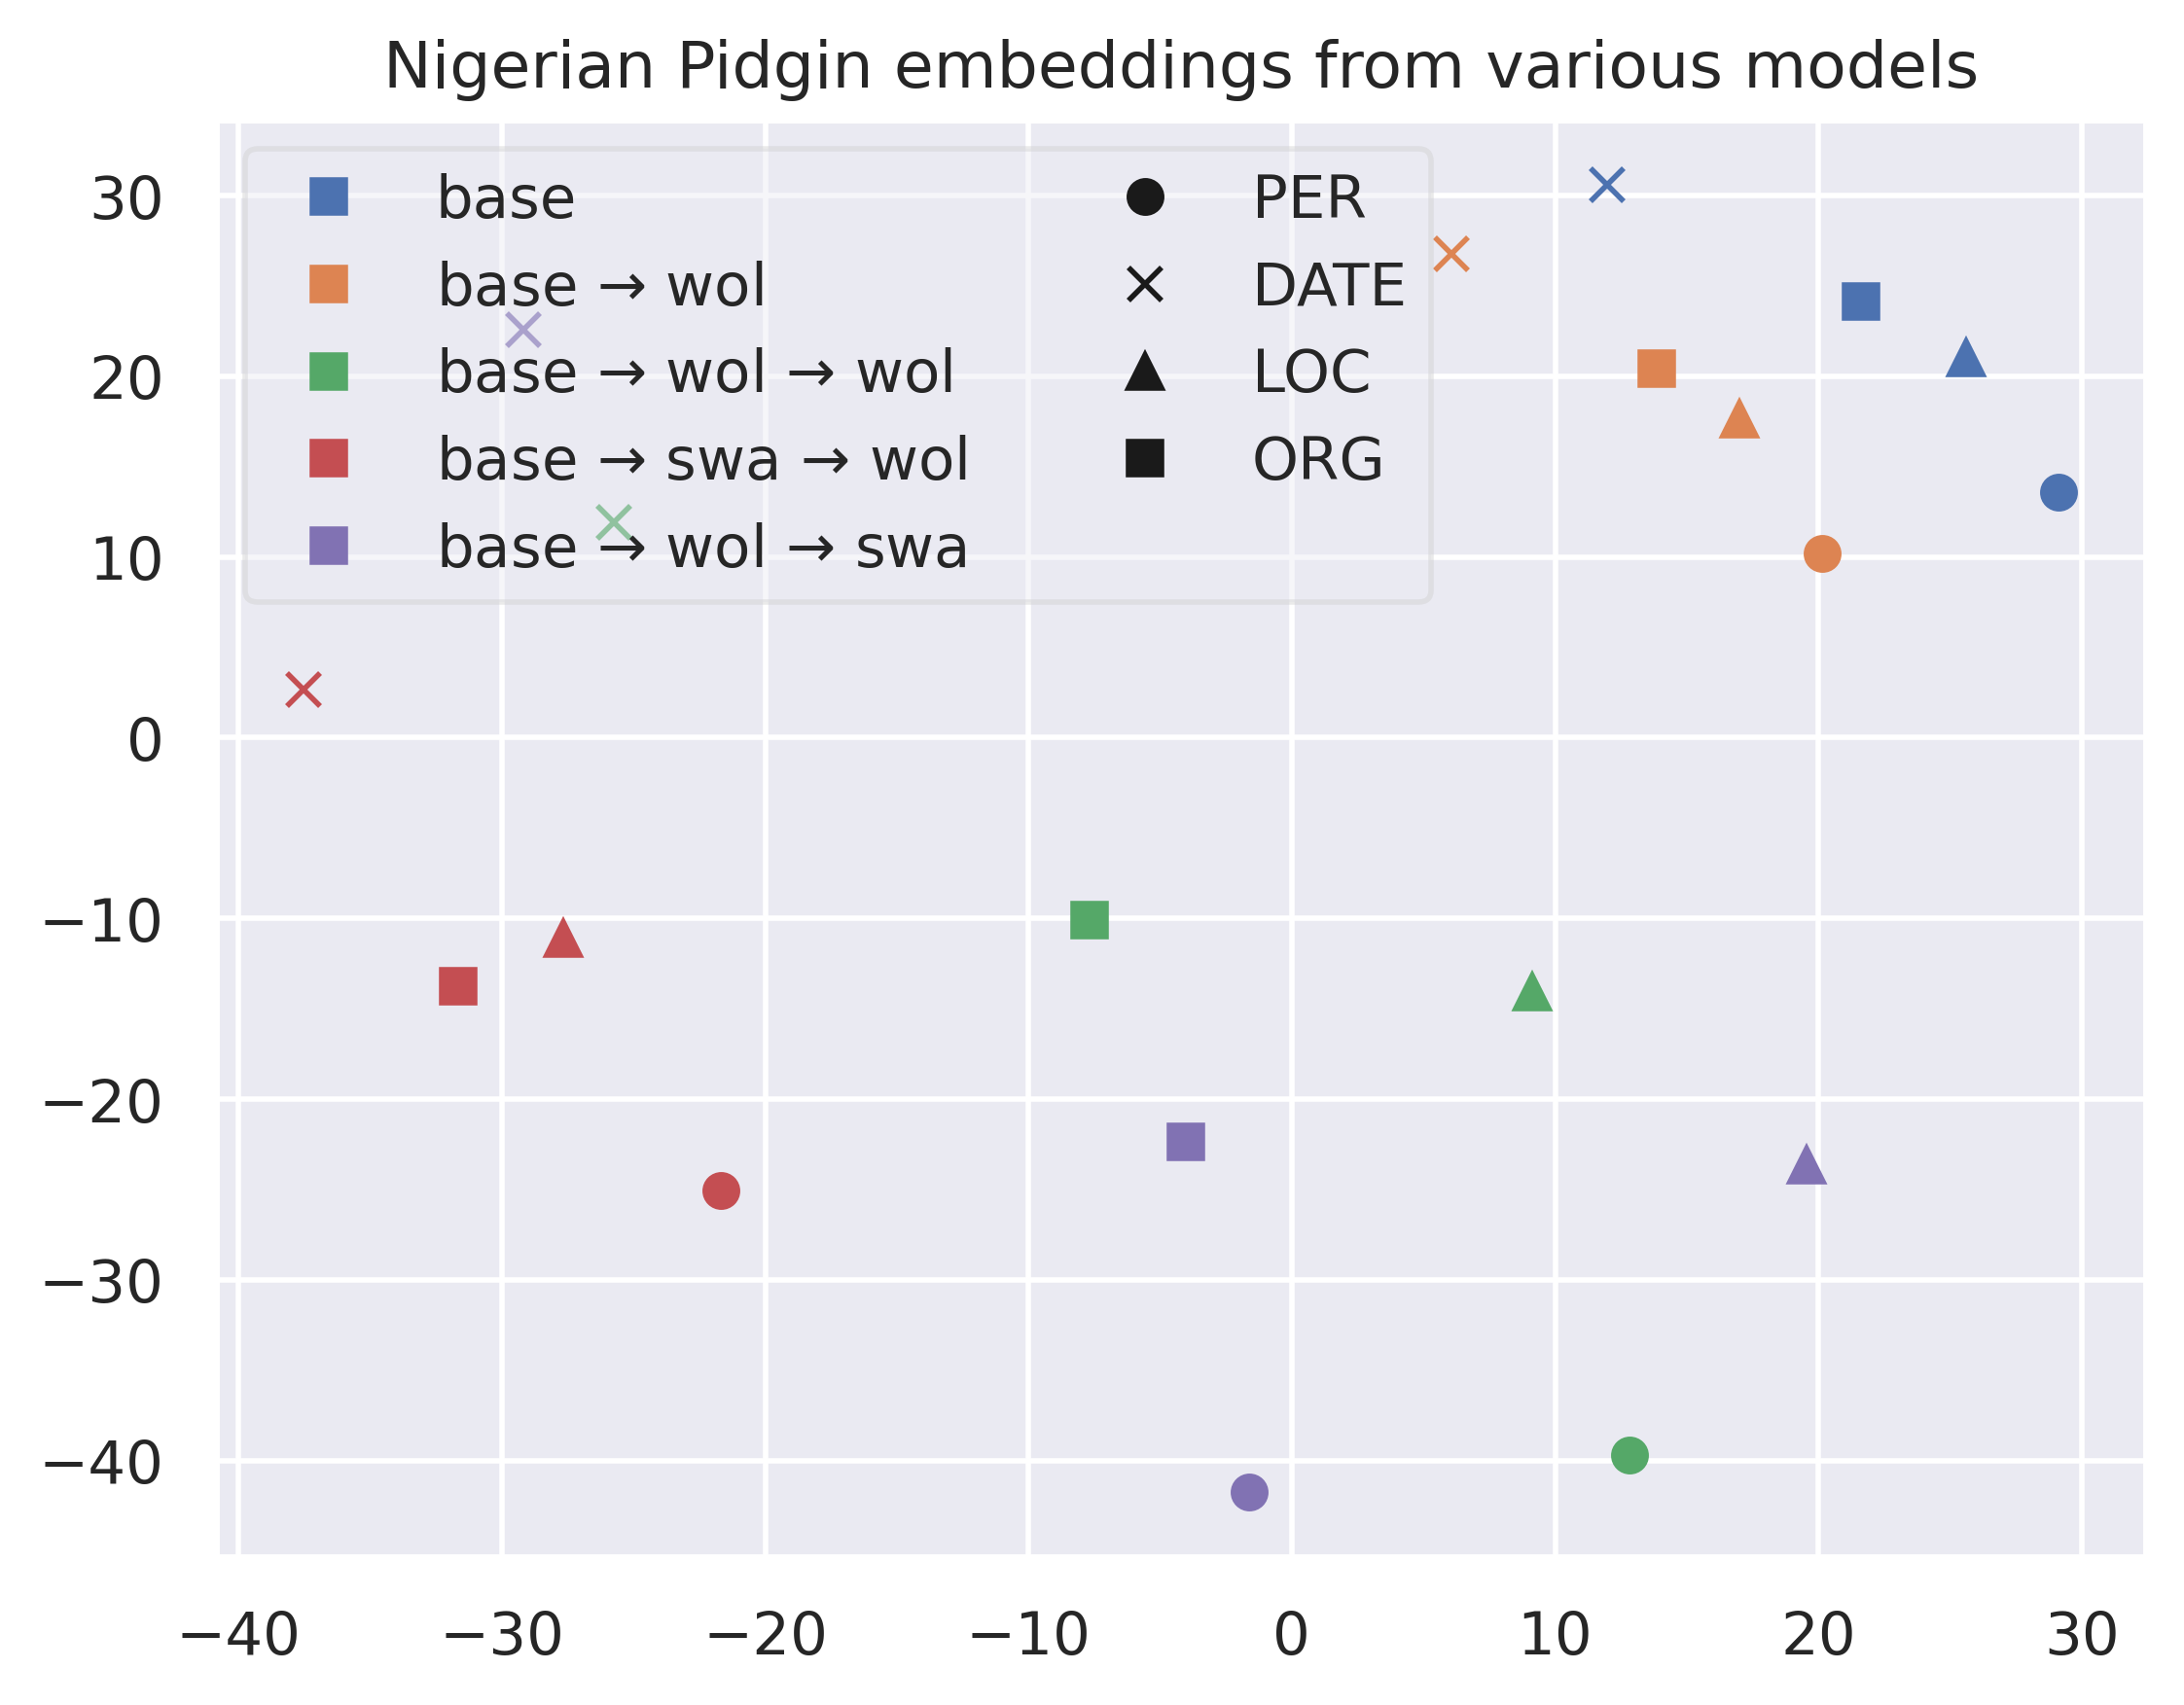 Nigerian Pidgin embeddings from various models
base
base → wol
base → wol → wol
base → swa → wol
base → wol → swa
PER
DATE
LOC
ORG
30
20
10
0
−10
−20
−30
−40
−40 −30 −20 −10 0 10 20 30